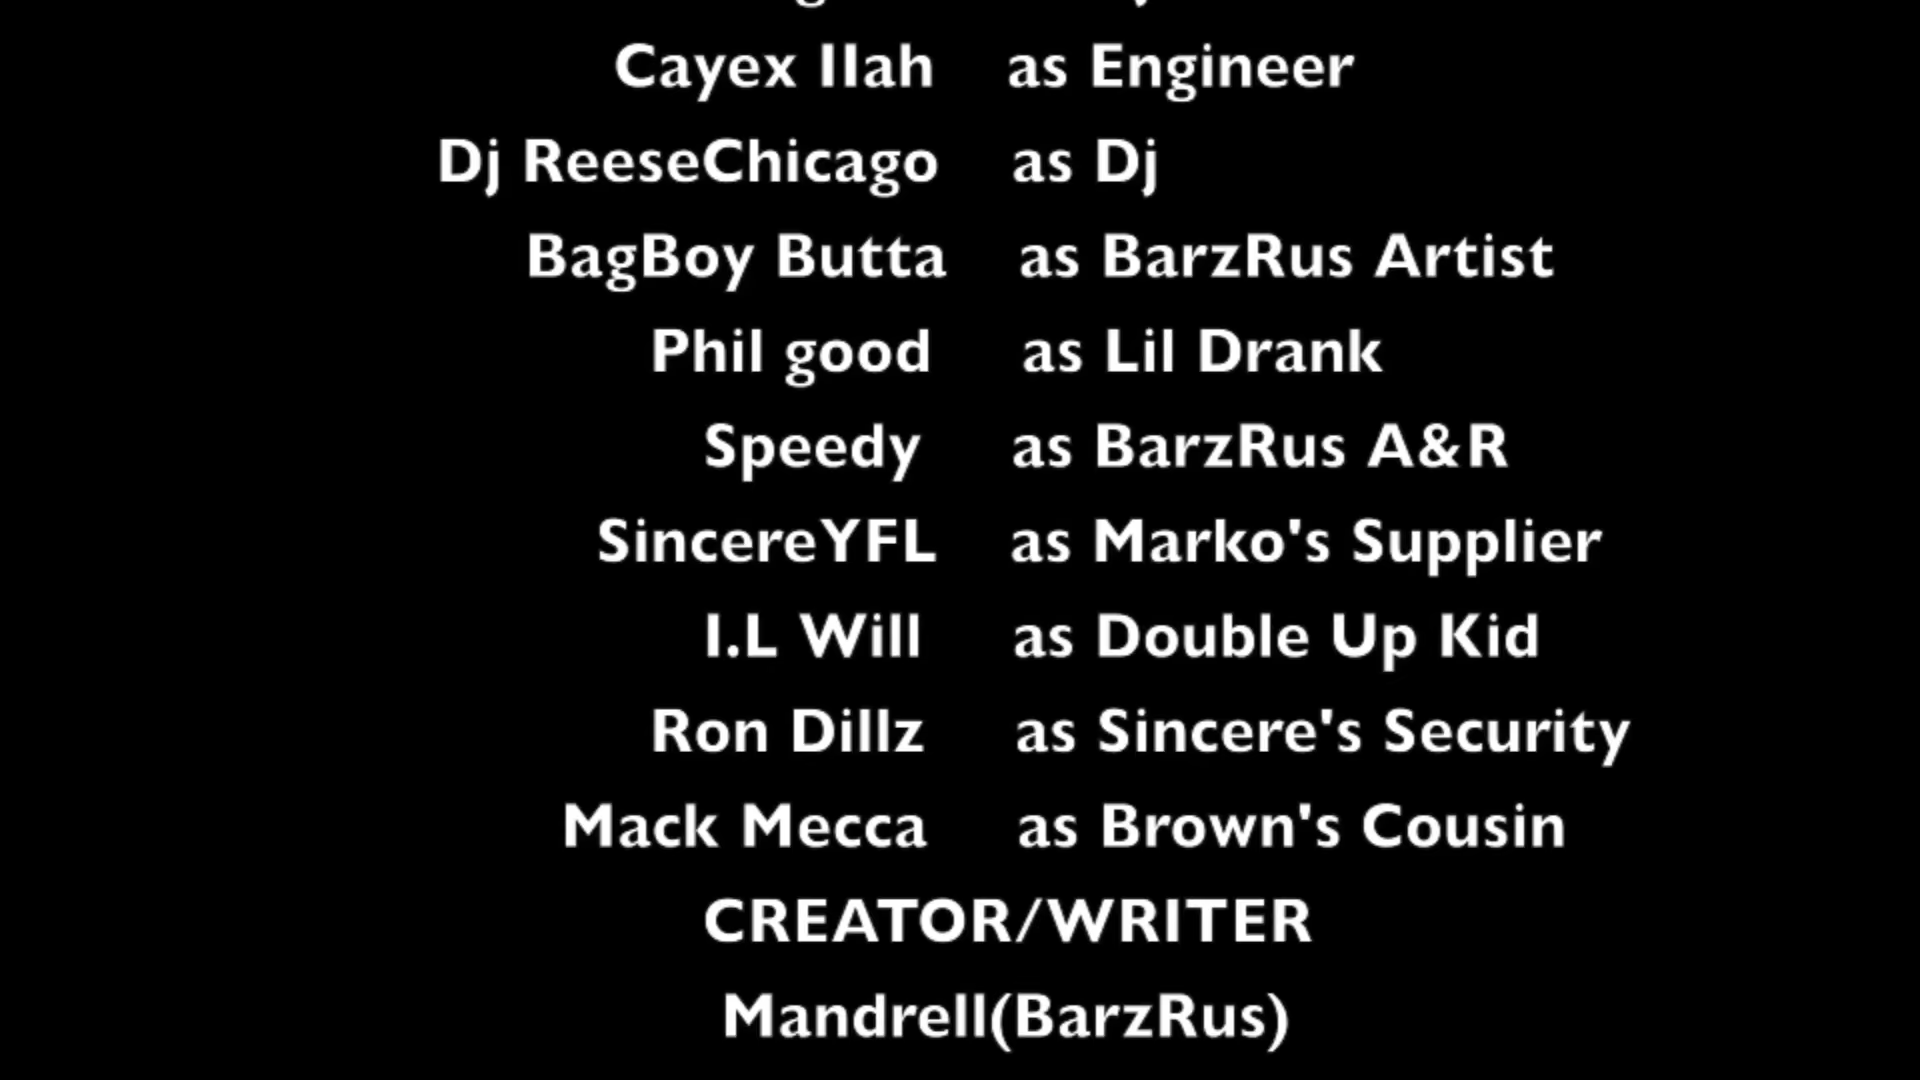 Cayex Ilah as Engineer
Dj ReeseChicago as Dj
BagBoy Butta as BarzRus Artist
Phil good as Lil Drank
Speedy as BarzRus A&R
SincereYFL as Marko's Supplier
I.L Will as Double Up Kid
Ron Dillz as Sincere's Security
Mack Mecca as Brown's Cousin
CREATOR/WRITER
Mandrell(BarzRus)